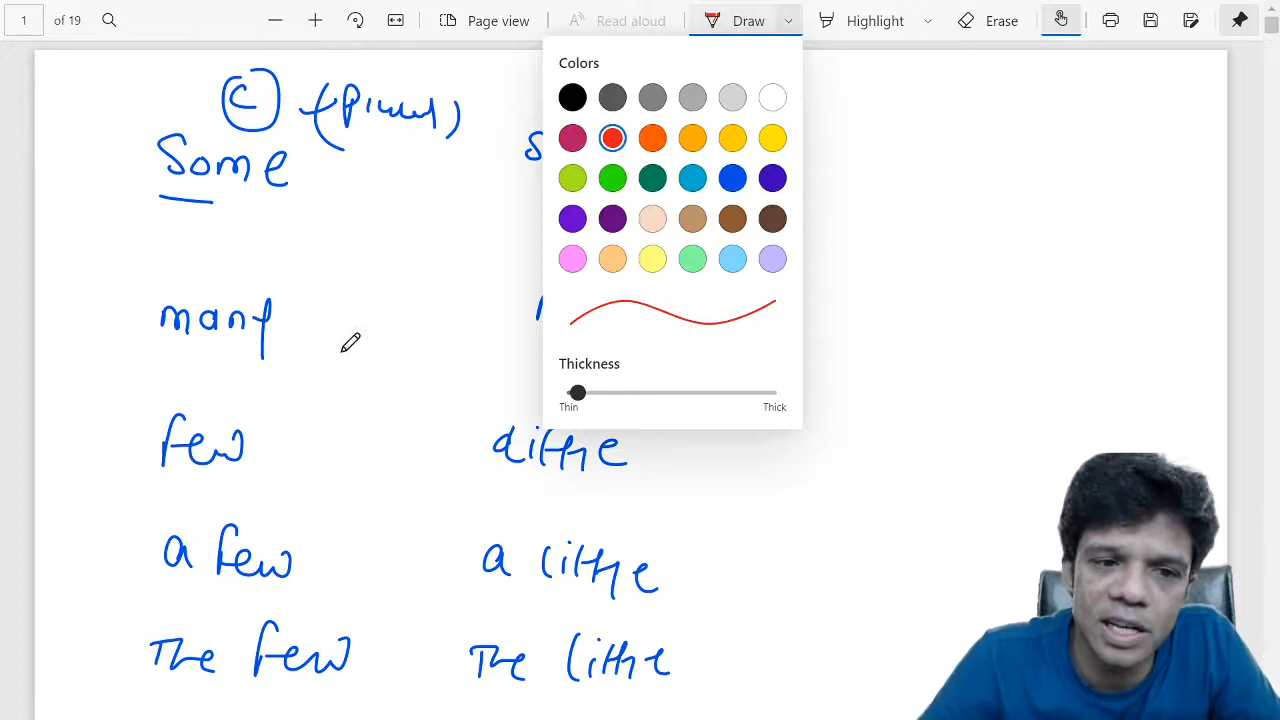 1 of 19 Page view Read aloud Draw Highlight Erase
Colors
C
Some
many
Thickness
Thin Thick
few little
a few a little
The few The little